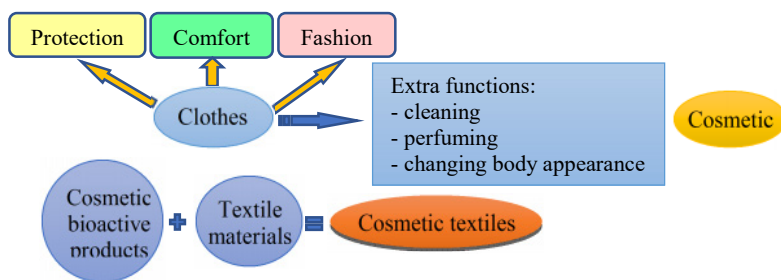 Protection
Comfort
Fashion
Clothes
Extra functions:
- cleaning
- perfuming
- changing body appearance
Cosmetic
Cosmetic
bioactive
products
+
Textile
materials
=
Cosmetic textiles